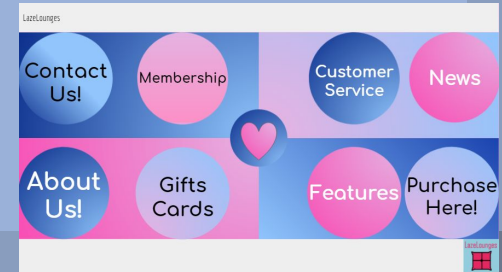 LazeLounges
Contact
Us!
Membership
Customer
Service
News
About
Us!
Gifts
Cards
Features
Purchase
Here!
LazeLounges